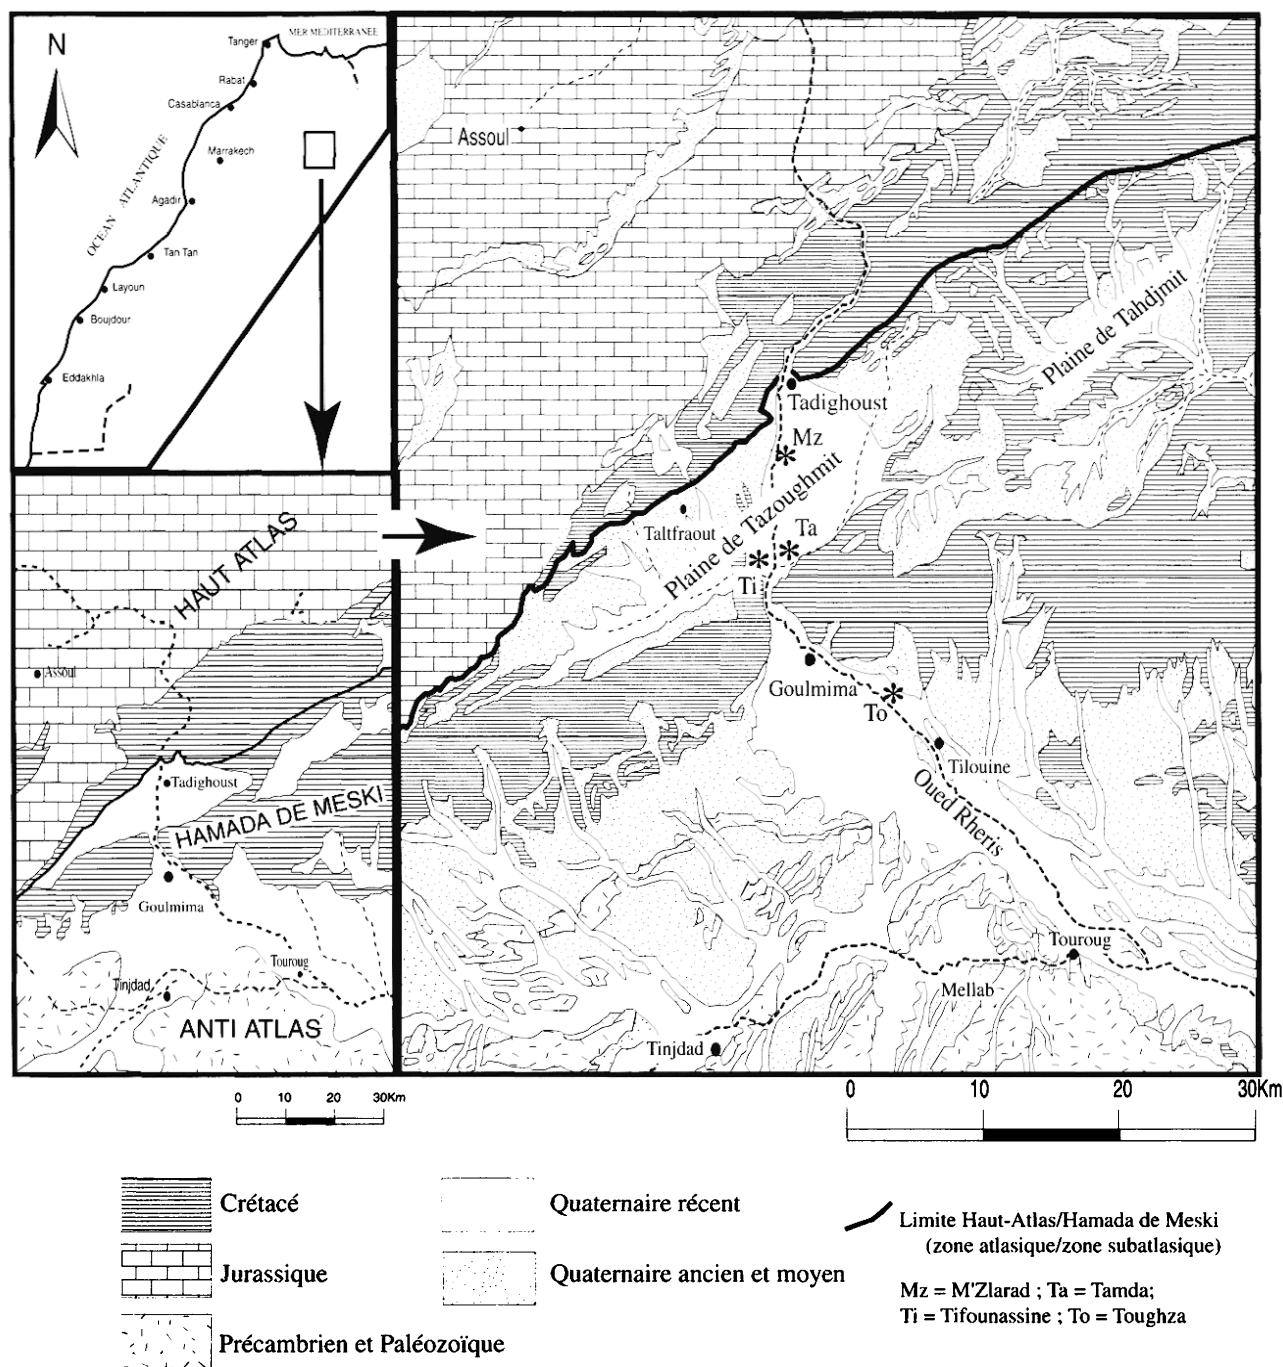 N
MER MEDITERRANEE
Tanger
Rabat
Casablanca
Marrakech
OCEAN ATLANTIQUE
Agadir
Tan Tan
Layoun
Boujdour
Eddakhla
HAUT ATLAS
Assoul
Tadighoust
HAMADA DE MESKI
Goulmima
Touroug
Tinjdad
ANTI ATLAS
0 10 20 30Km
Assoul
Plaine de Tahdjmit
Tadighoust
Mz
Taltfraout
Plaine de Tazoughmit
Ta
Ti
Goulmima
To
Tilouine
Oued Rheris
Touroug
Mellab
Tinjdad
0 10 20 30Km
Crétacé
Jurassique
Précambrien et Paléozoïque
Quaternaire récent
Quaternaire ancien et moyen
Limite Haut-Atlas/Hamada de Meski
(zone atlasique/zone subatlasique)
Mz = M'Zlarad ; Ta = Tamda;
Ti = Tifounassine ; To = Toughza